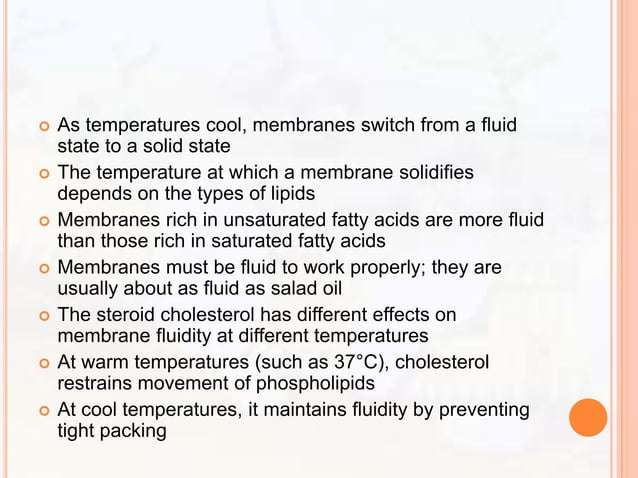 As temperatures cool, membranes switch from a fluid
state to a solid state
The temperature at which a membrane solidifies
depends on the types of lipids
Membranes rich in unsaturated fatty acids are more fluid
than those rich in saturated fatty acids
Membranes must be fluid to work properly; they are
usually about as fluid as salad oil
The steroid cholesterol has different effects on
membrane fluidity at different temperatures
At warm temperatures (such as 37°C), cholesterol
restrains movement of phospholipids
At cool temperatures, it maintains fluidity by preventing
tight packing